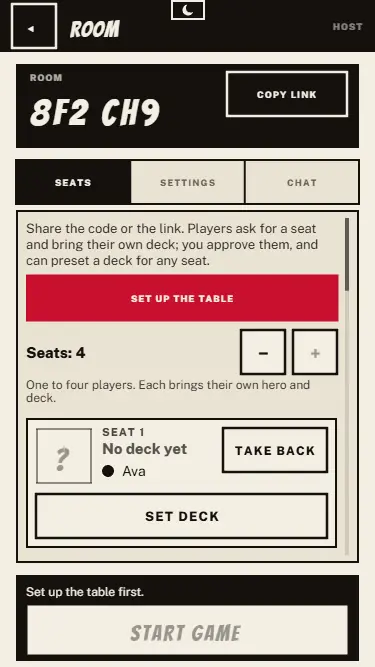 ROOM
HOST
ROOM
8F2 CH9
COPY LINK
SEATS
SETTINGS
CHAT
Share the code or the link. Players ask for a seat
and bring their own deck; you approve them, and
can preset a deck for any seat.
SET UP THE TABLE
Seats: 4
−
+
One to four players. Each brings their own hero and
deck.
?
SEAT 1
No deck yet
Ava
TAKE BACK
SET DECK
Set up the table first.
START GAME